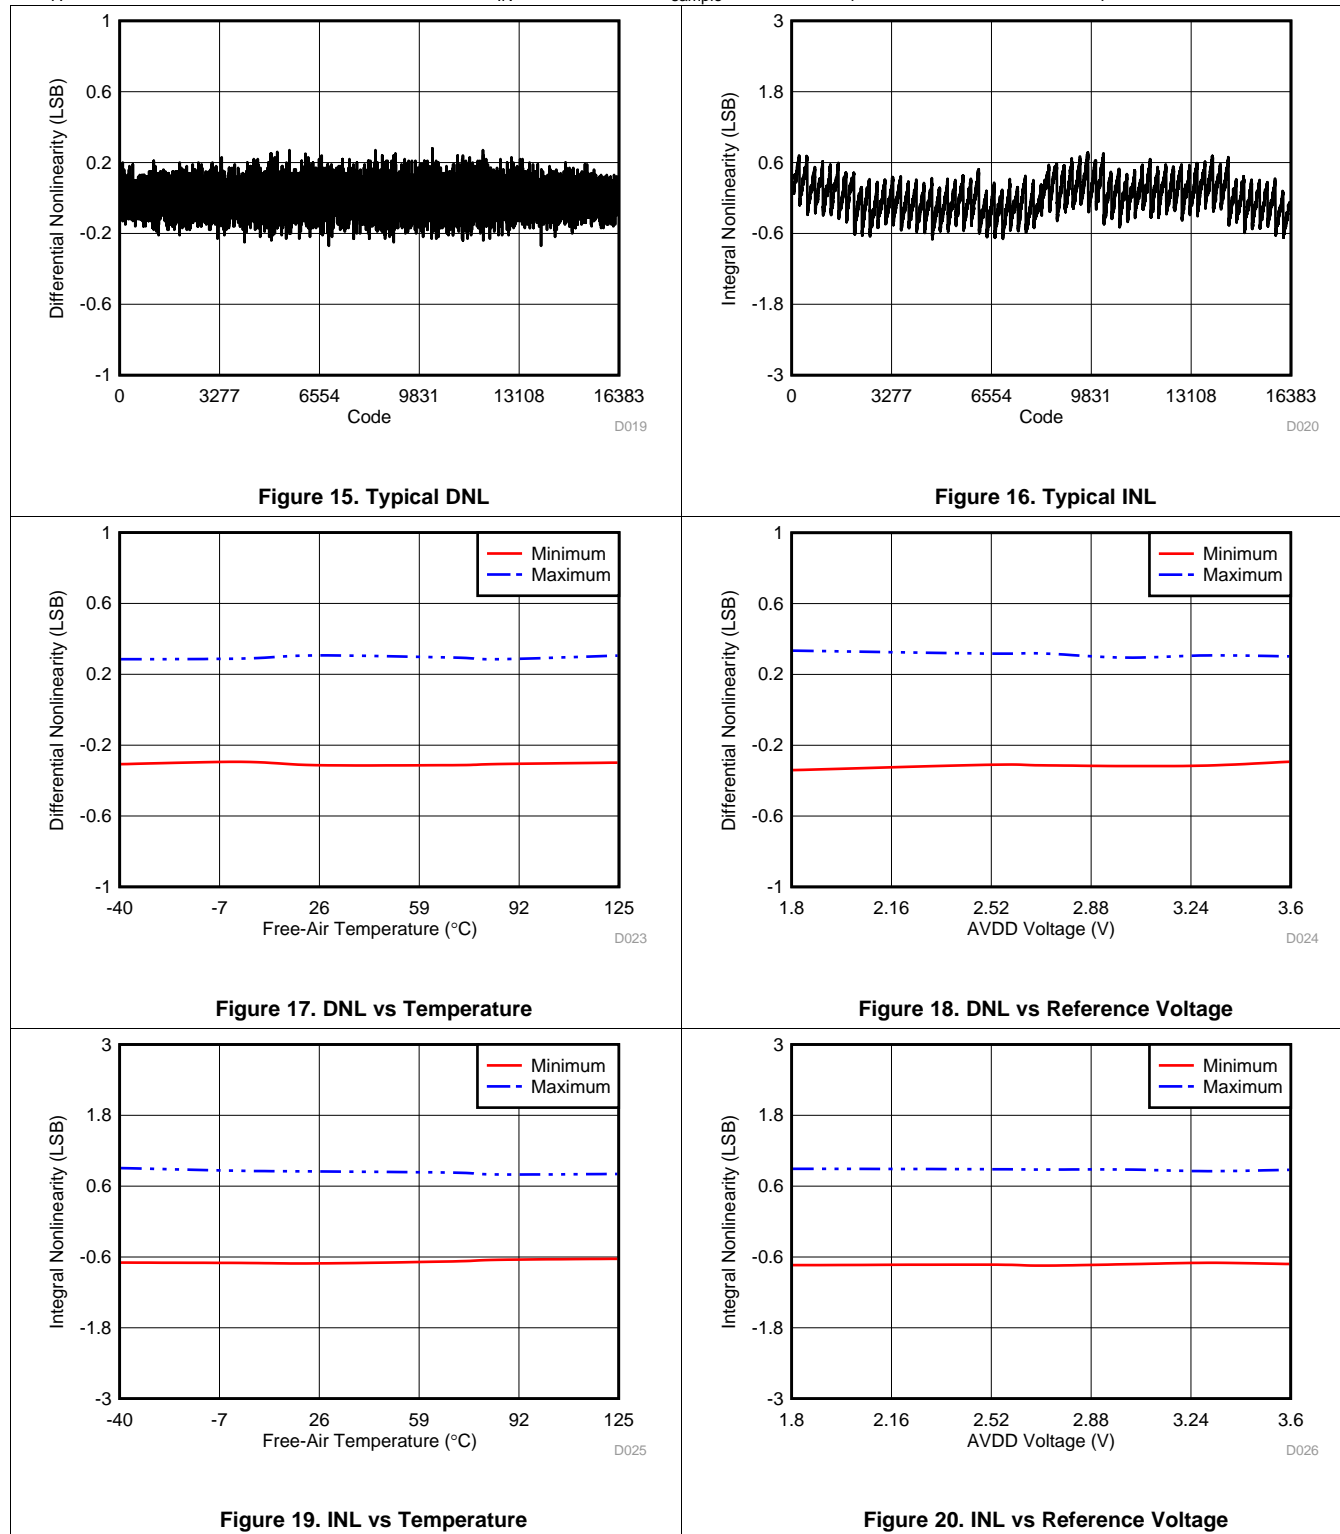 sample
1
0.6
0.2
-0.2
-0.6
-1
Differential Nonlinearity (LSB)
0 3277 6554 9831 13108 16383
Code
D019
Figure 15. Typical DNL
3
1.8
0.6
-0.6
-1.8
-3
Integral Nonlinearity (LSB)
0 3277 6554 9831 13108 16383
Code
D020
Figure 16. Typical INL
1
0.6
0.2
-0.2
-0.6
-1
Differential Nonlinearity (LSB)
Minimum
Maximum
-40 -7 26 59 92 125
Free-Air Temperature (°C)
D023
Figure 17. DNL vs Temperature
1
0.6
0.2
-0.2
-0.6
-1
Differential Nonlinearity (LSB)
Minimum
Maximum
1.8 2.16 2.52 2.88 3.24 3.6
AVDD Voltage (V)
D024
Figure 18. DNL vs Reference Voltage
3
1.8
0.6
-0.6
-1.8
-3
Integral Nonlinearity (LSB)
Minimum
Maximum
-40 -7 26 59 92 125
Free-Air Temperature (°C)
D025
Figure 19. INL vs Temperature
3
1.8
0.6
-0.6
-1.8
-3
Integral Nonlinearity (LSB)
Minimum
Maximum
1.8 2.16 2.52 2.88 3.24 3.6
AVDD Voltage (V)
D026
Figure 20. INL vs Reference Voltage